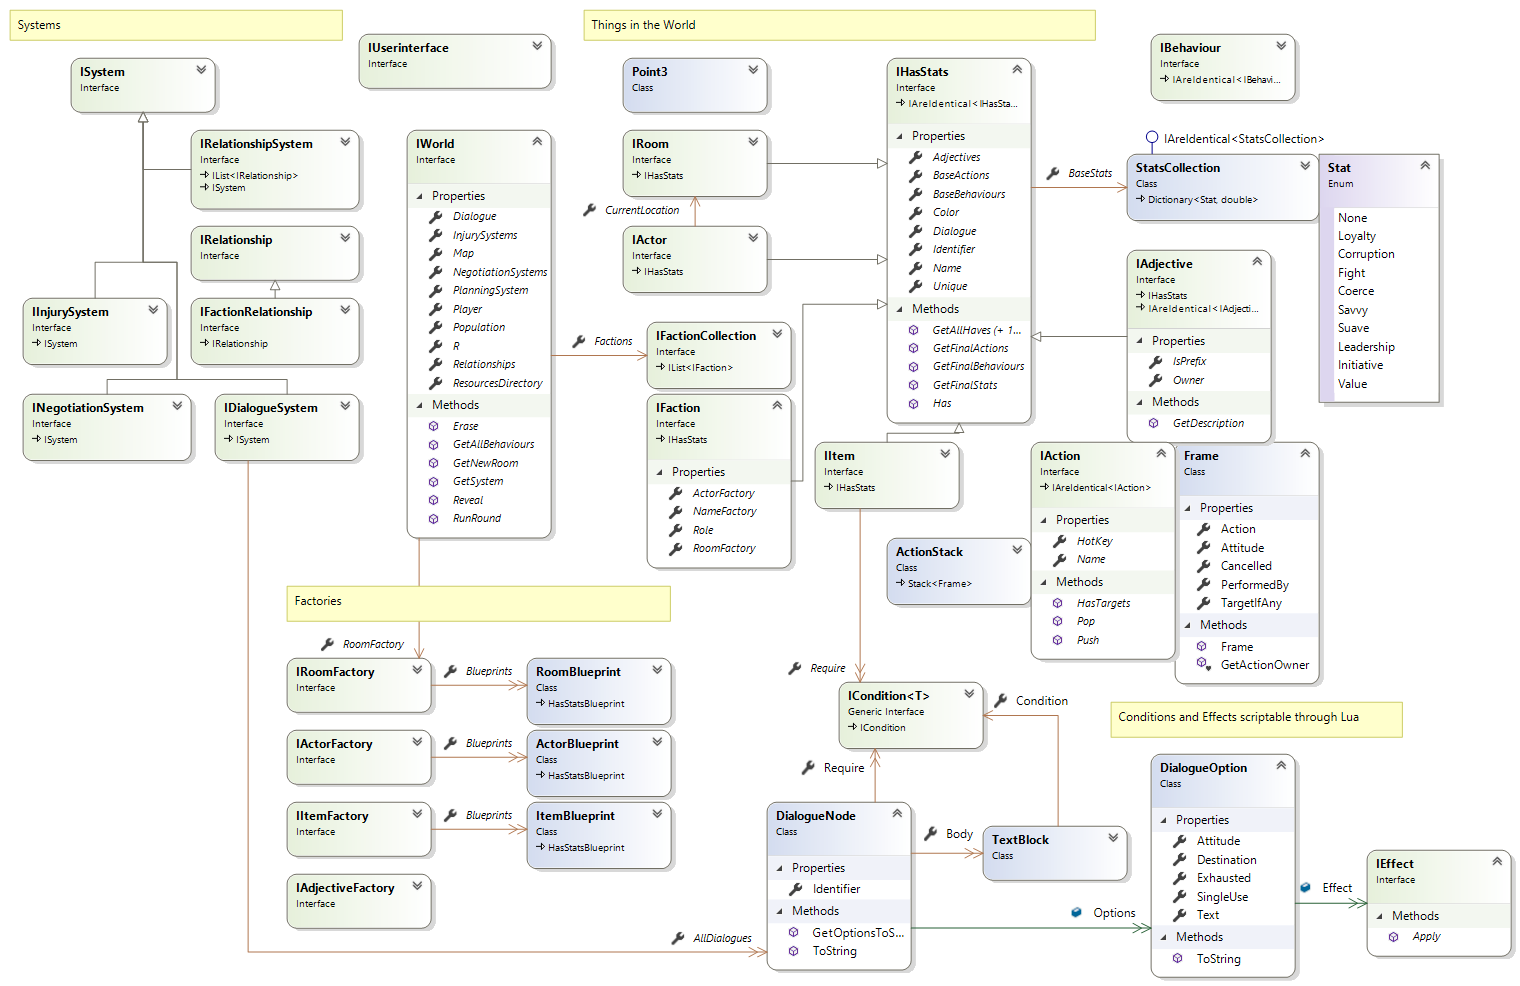 Systems
Things in the World
ISystem
Interface
IUserinterface
Interface
Point3
Class
IHasStats
Interface
IAreIdentical<IHasSta...
Properties
Adjectives
BaseActions
BaseBehaviours
Color
Dialogue
Identifier
Name
Unique
Methods
GetAllHaves (+ 1...
GetFinalActions
GetFinalBehaviours
GetFinalStats
Has
IBehaviour
Interface
IAreIdentical<IBehavi...
IRelationshipSystem
Interface
IList<IRelationship>
ISystem
IRelationship
Interface
IInjurySystem
Interface
ISystem
IFactionRelationship
Interface
IRelationship
INegotiationSystem
Interface
ISystem
IDialogueSystem
Interface
ISystem
IWorld
Interface
Properties
Dialogue
InjurySystems
Map
NegotiationSystems
PlanningSystem
Player
Population
R
Relationships
ResourcesDirectory
Methods
Erase
GetAllBehaviours
GetNewRoom
GetSystem
Reveal
RunRound
IRoom
Interface
IHasStats
CurrentLocation
IActor
Interface
IHasStats
Factions
IFactionCollection
Interface
IList<IFaction>
IFaction
Interface
IHasStats
Properties
ActorFactory
NameFactory
Role
RoomFactory
BaseStats
IAreIdentical<StatsCollection>
StatsCollection
Class
Dictionary<Stat, double>
Stat
Enum
None
Loyalty
Corruption
Fight
Coerce
Savvy
Suave
Leadership
Initiative
Value
IAdjective
Interface
IHasStats
IAreIdentical<IAdjecti...
Properties
IsPrefix
Owner
Methods
GetDescription
IItem
Interface
IHasStats
ActionStack
Class
Stack<Frame>
IAction
Interface
IAreIdentical<IAction>
Properties
HotKey
Name
Methods
HasTargets
Pop
Push
Frame
Class
Properties
Action
Attitude
Cancelled
PerformedBy
TargetIfAny
Methods
Frame
GetActionOwner
Factories
RoomFactory
IRoomFactory
Interface
Blueprints
RoomBlueprint
Class
HasStatsBlueprint
IActorFactory
Interface
Blueprints
ActorBlueprint
Class
HasStatsBlueprint
IItemFactory
Interface
Blueprints
ItemBlueprint
Class
HasStatsBlueprint
IAdjectiveFactory
Interface
Require
ICondition<T>
Generic Interface
ICondition
Condition
Require
Conditions and Effects scriptable through Lua
DialogueNode
Class
Properties
Identifier
Methods
GetOptionsToS...
ToString
AllDialogues
Body
TextBlock
Class
Options
DialogueOption
Class
Properties
Attitude
Destination
Exhausted
SingleUse
Text
Methods
ToString
Effect
IEffect
Interface
Methods
Apply